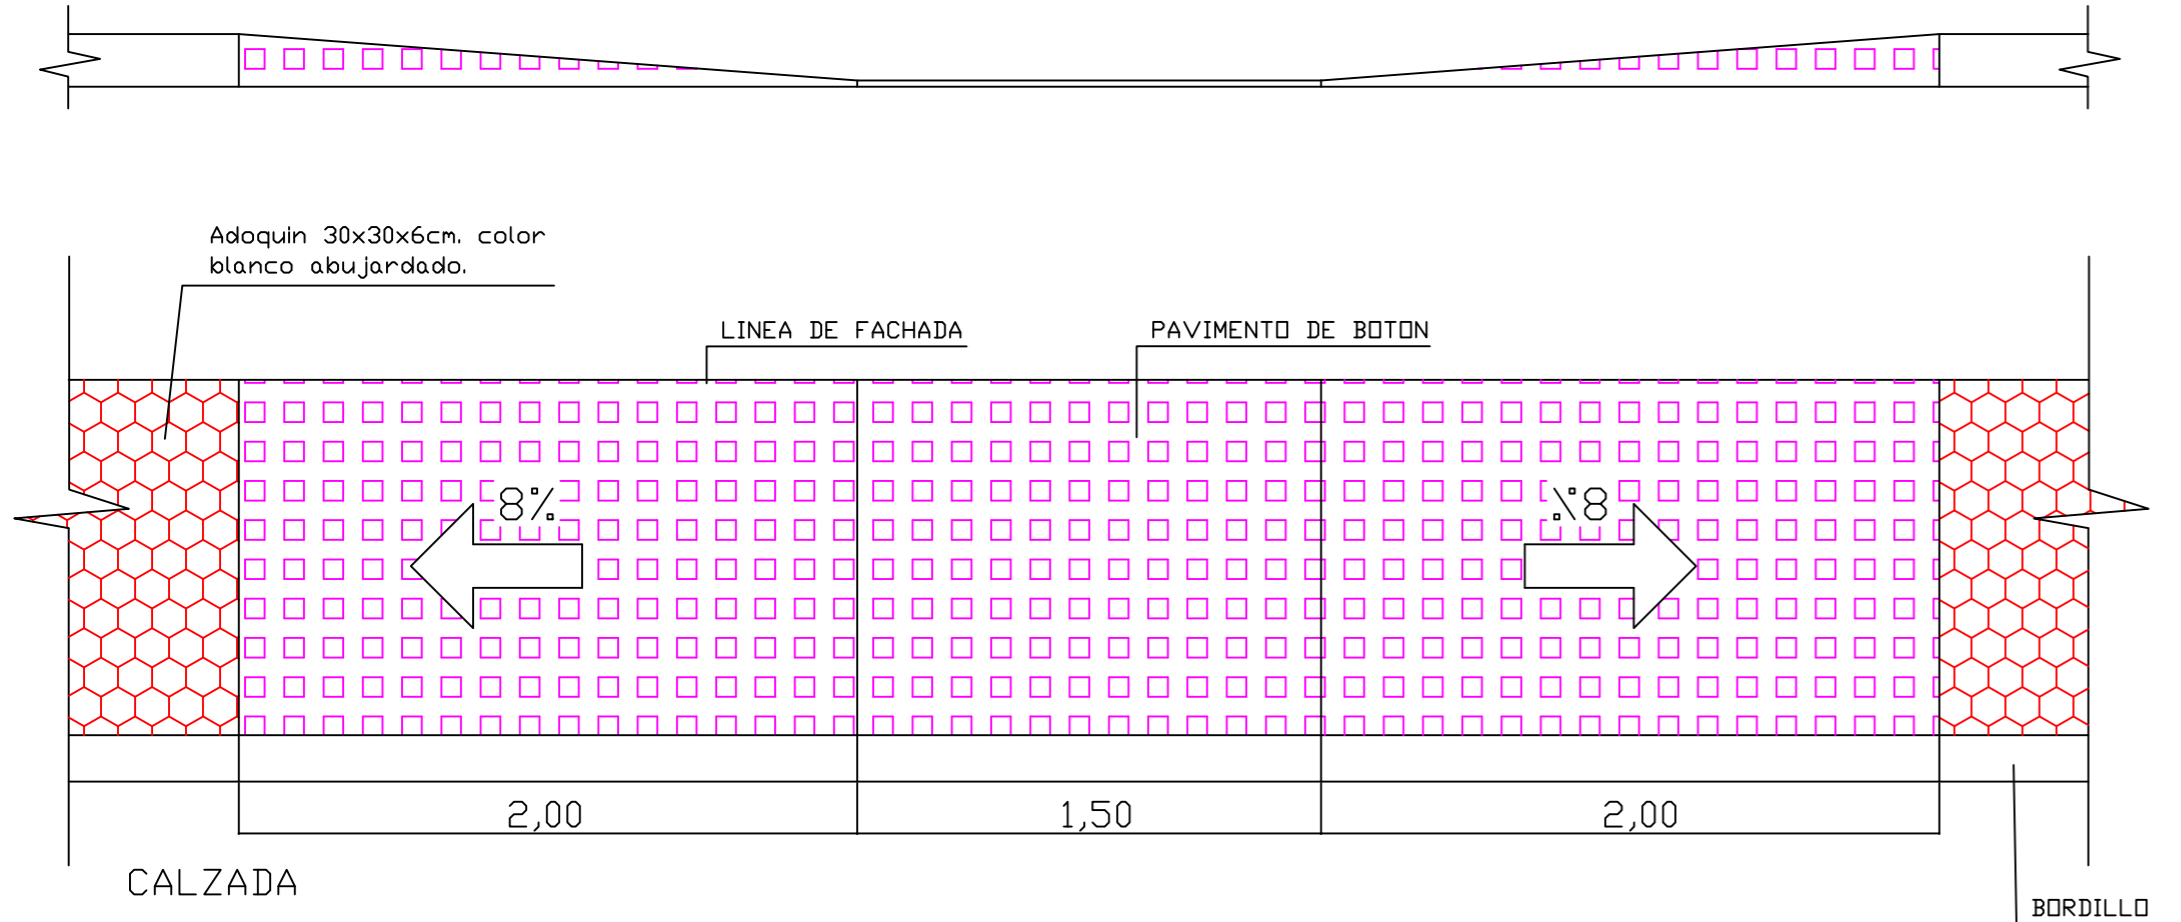 Adoquin 30x30x6cm. color
blanco abujardado.
LINEA DE FACHADA
PAVIMENTO DE BOTON
8%
8%
2,00
1,50
2,00
CALZADA
BORDILLO